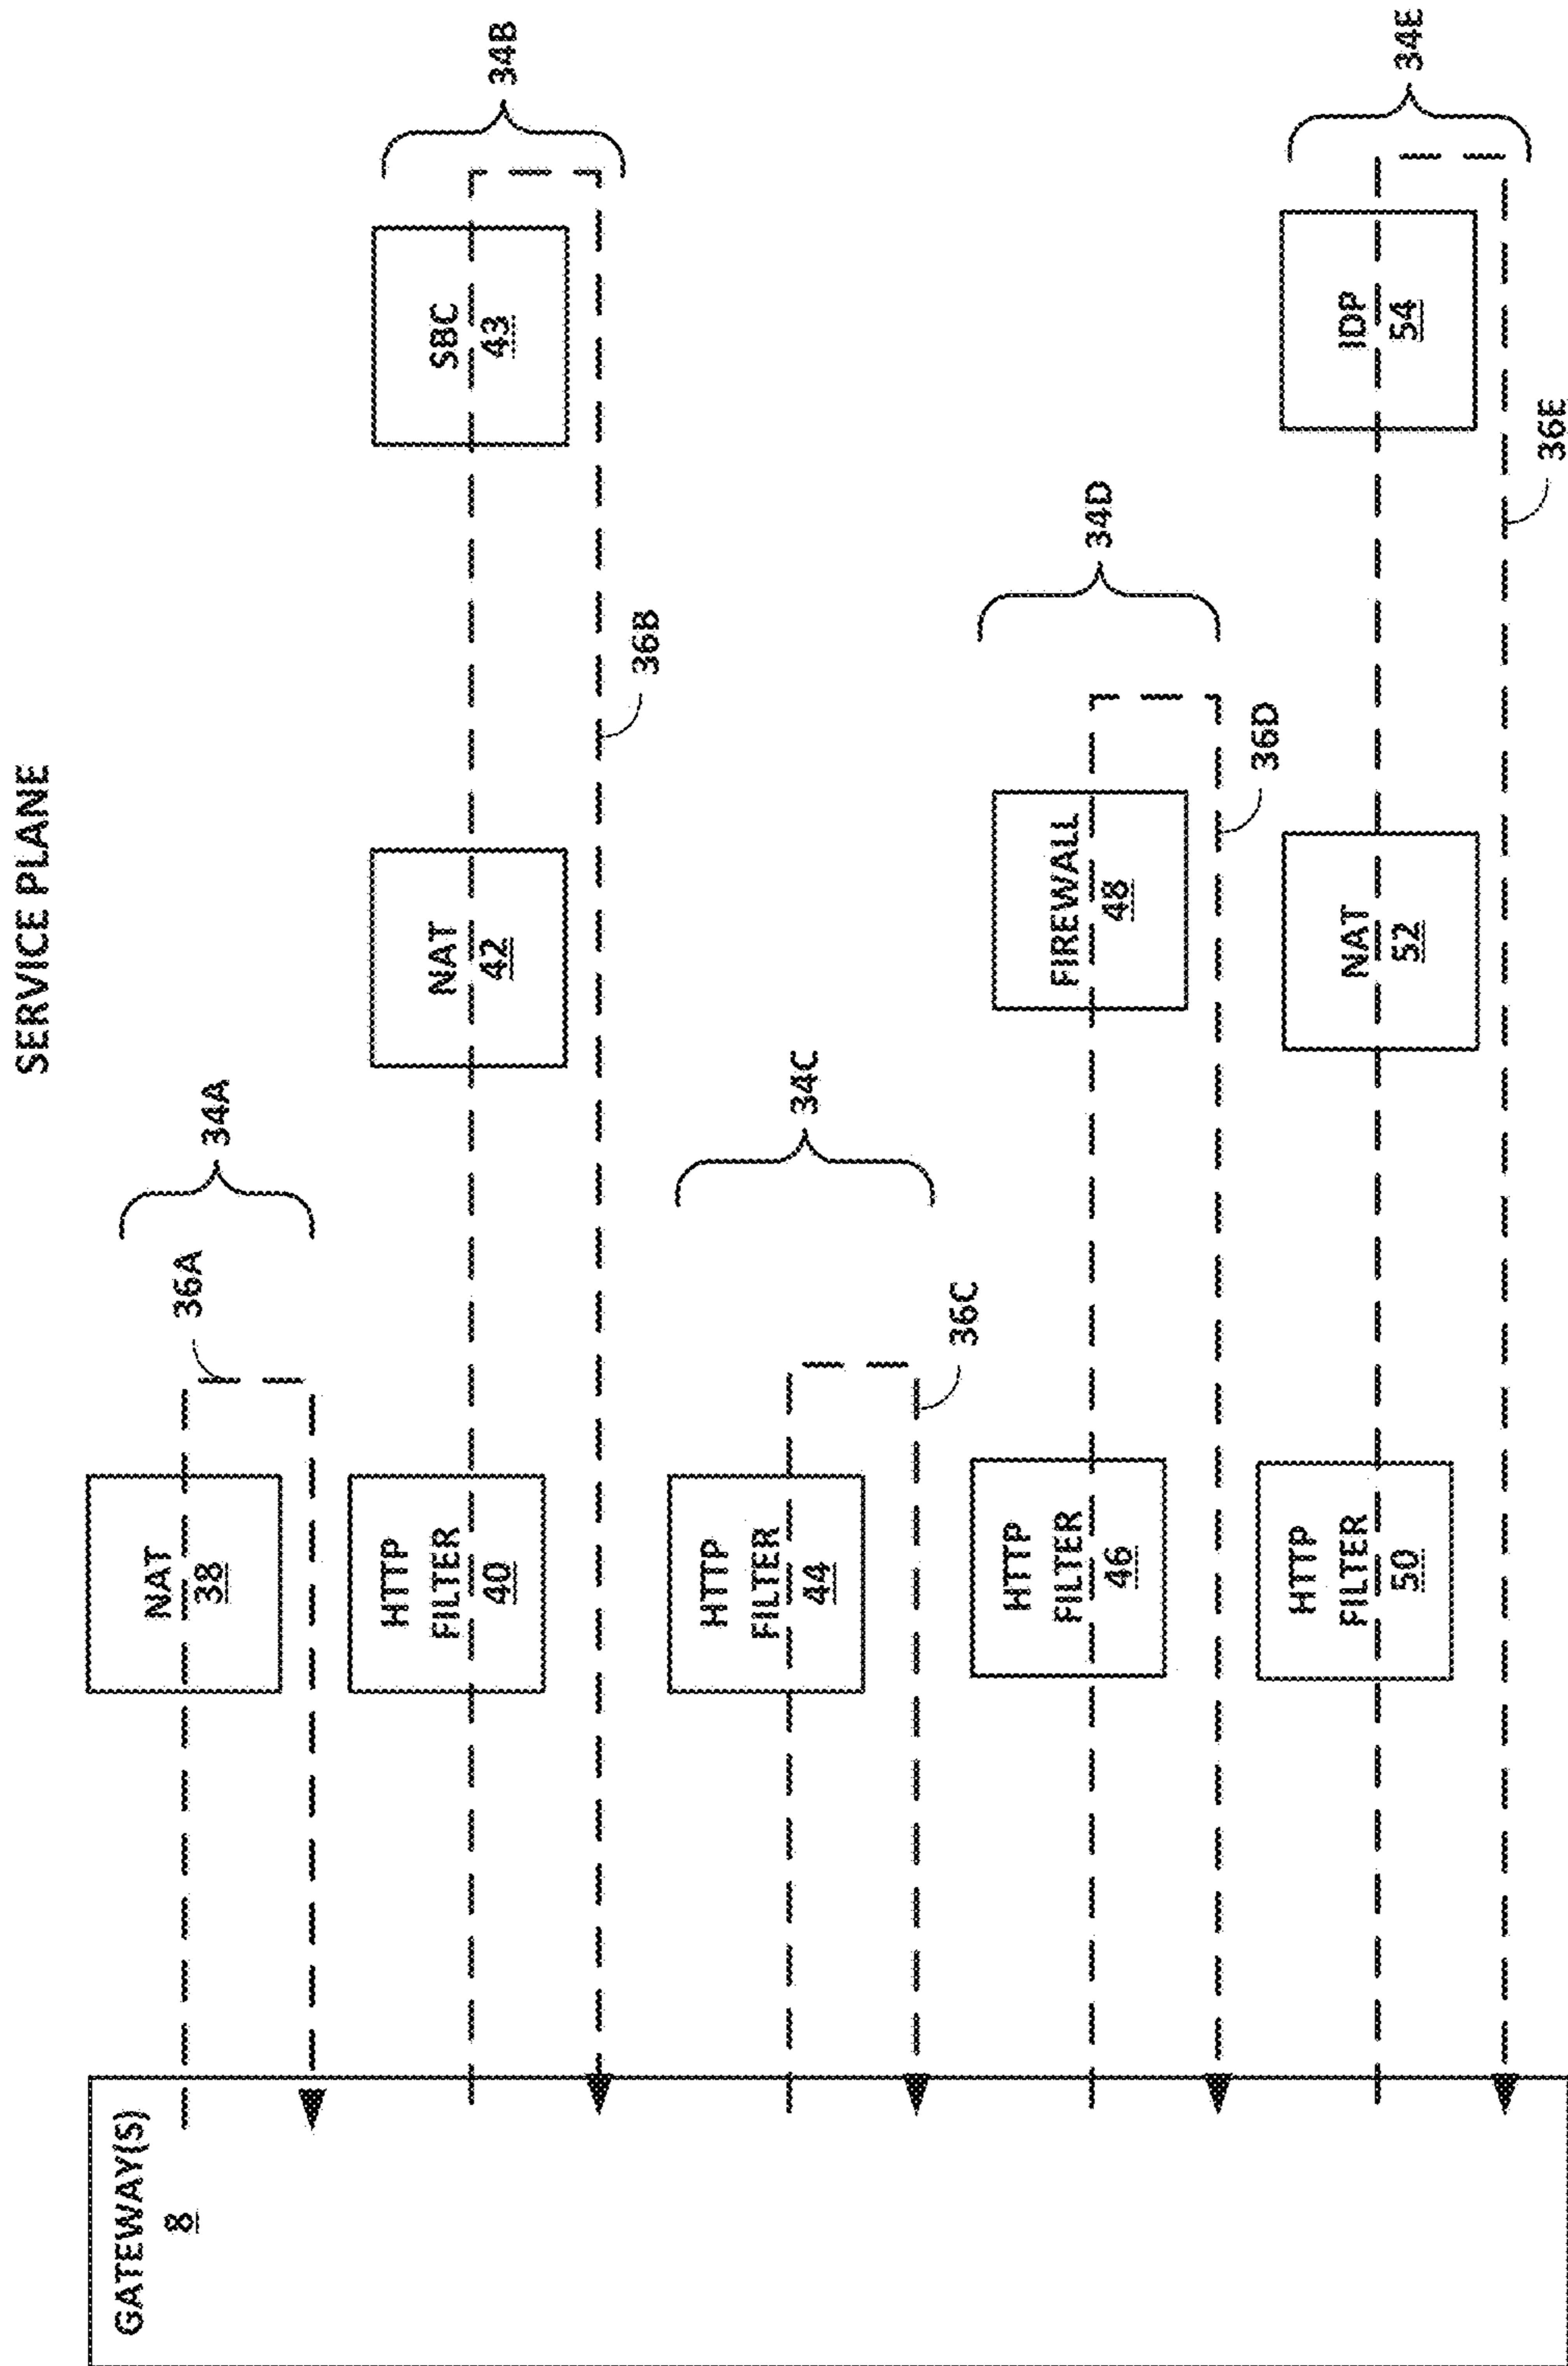 SERVICE PLANE
GATEWAY(S)
8
NAT
38
36A
34A
HTTP
FILTER
40
NAT
42
SBC
43
34B
36B
HTTP
FILTER
44
34C
36C
HTTP
FILTER
46
FIREWALL
48
34D
36D
HTTP
FILTER
50
NAT
52
IDP
54
34E
36E